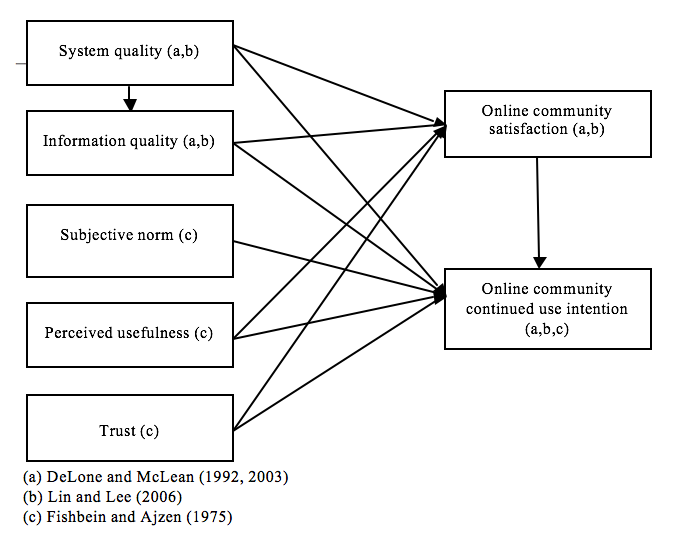 System quality (a,b)
Information quality (a,b)
Subjective norm (c)
Perceived usefulness (c)
Trust (c)
Online community
satisfaction (a,b)
Online community
continued use intention
(a,b,c)
(a) DeLone and McLean (1992, 2003)
(b) Lin and Lee (2006)
(c) Fishbein and Ajzen (1975)